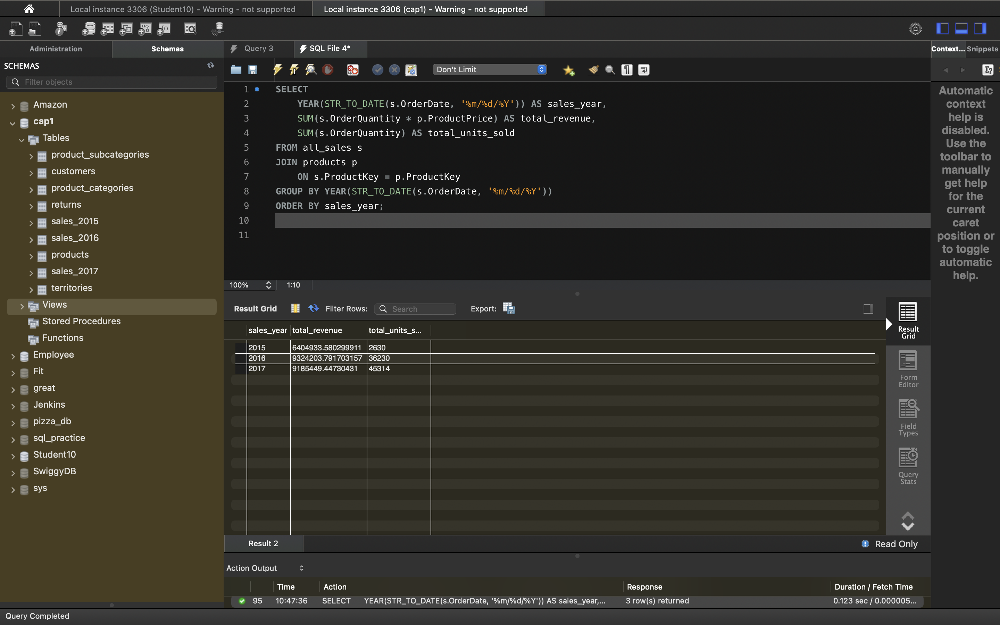 Local instance 3306 (Student10) - Warning - not supported
Local instance 3306 (cap1) - Warning - not supported
Administration
Schemas
Query 3
SQL File 4*
Context...
Snippets
SCHEMAS
Filter objects
Don't Limit
Amazon
cap1
Tables
product_subcategories
customers
product_categories
returns
sales_2015
sales_2016
products
sales_2017
territories
Views
Stored Procedures
Functions
Employee
Fit
great
Jenkins
pizza_db
sql_practice
Student10
SwiggyDB
sys
1 SELECT
2 YEAR(STR_TO_DATE(s.OrderDate, '%m/%d/%Y')) AS sales_year,
3 SUM(s.OrderQuantity * p.ProductPrice) AS total_revenue,
4 SUM(s.OrderQuantity) AS total_units_sold
5 FROM all_sales s
6 JOIN products p
7 ON s.ProductKey = p.ProductKey
8 GROUP BY YEAR(STR_TO_DATE(s.OrderDate, '%m/%d/%Y'))
9 ORDER BY sales_year;
10
11
Automatic
context
help is
disabled.
Use the
toolbar to
manually
get help
for the
current
caret
position or
to toggle
automatic
help.
100% 1:10
Result Grid Filter Rows: Search Export:
sales_year total_revenue total_units_s...
2015 6404933.580299911 2630
2016 9324203.791703157 36230
2017 9185449.44730431 45314
Result
Grid
Form
Editor
Field
Types
Query
Stats
Result 2
Read Only
Action Output
Time Action Response Duration / Fetch Time
95 10:47:36 SELECT YEAR(STR_TO_DATE(s.OrderDate, '%m/%d/%Y')) AS sales_year,... 3 row(s) returned 0.123 sec / 0.000005...
Query Completed